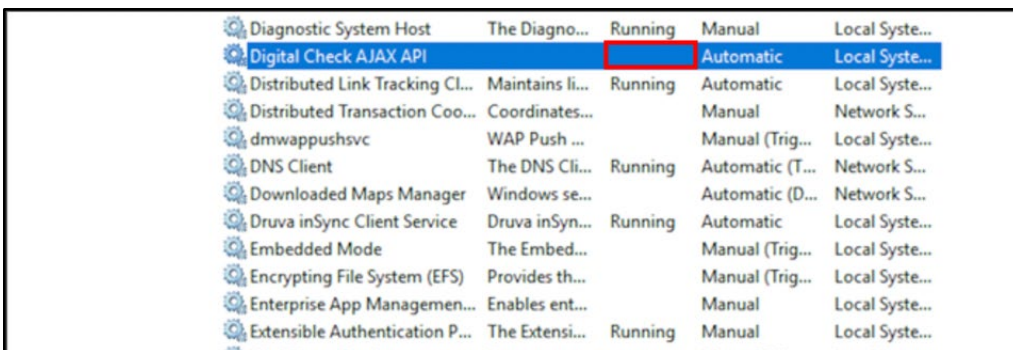 Diagnostic System Host The Diagno... Running Manual Local Syste...
Digital Check AJAX API Automatic Local Syste...
Distributed Link Tracking Cl... Maintains li... Running Automatic Local Syste...
Distributed Transaction Coo... Coordinates... Manual Network S...
dmwappushsvc WAP Push ... Manual (Trig... Local Syste...
DNS Client The DNS Cli... Running Automatic (T... Network S...
Downloaded Maps Manager Windows se... Automatic (D... Network S...
Druva inSync Client Service Druva inSyn... Running Automatic Local Syste...
Embedded Mode The Embed... Manual (Trig... Local Syste...
Encrypting File System (EFS) Provides th... Manual (Trig... Local Syste...
Enterprise App Managemen... Enables ent... Manual Local Syste...
Extensible Authentication P... The Extensi... Running Manual Local Syste...